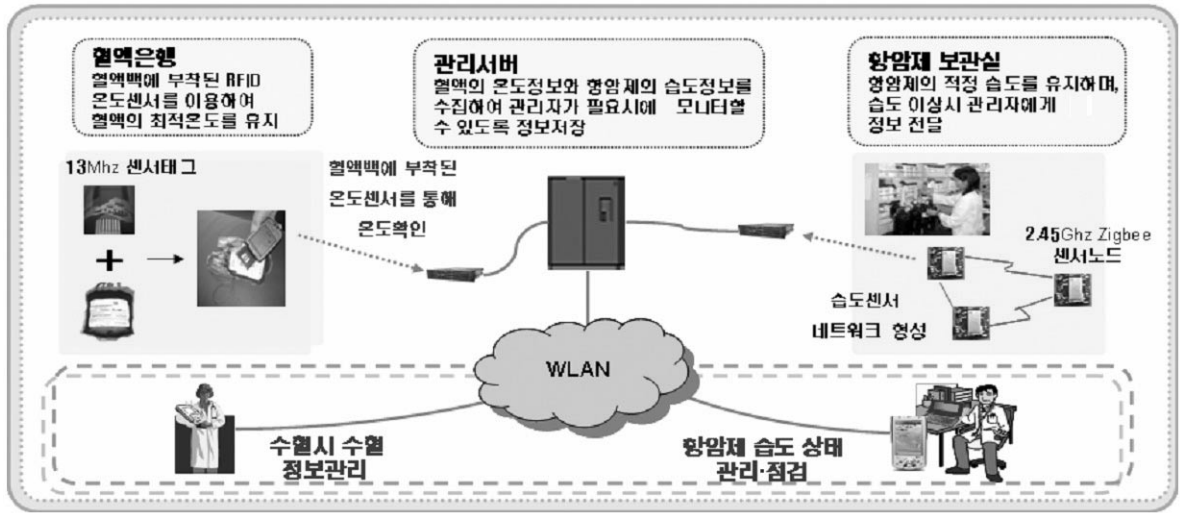 혈액은행
혈액백에 부착된 RFID
온도센서를 이용하여
혈액의 최적온도를 유지
관리서버
혈액의 온도정보와 항암제의 습도정보를
수집하여 관리자가 필요시에 모니터할
수 있도록 정보저장
항암제 보관실
항암제의 적정 습도를 유지하며,
습도 이상시 관리자에게
정보 전달
13Mhz 센서태그
혈액백에 부착된
온도센서를 통해
온도확인
2.45Ghz Zigbee
센서노드
습도센서
네트워크 형성
WLAN
수혈시 수혈
정보관리
항암제 습도 상태
관리·점검